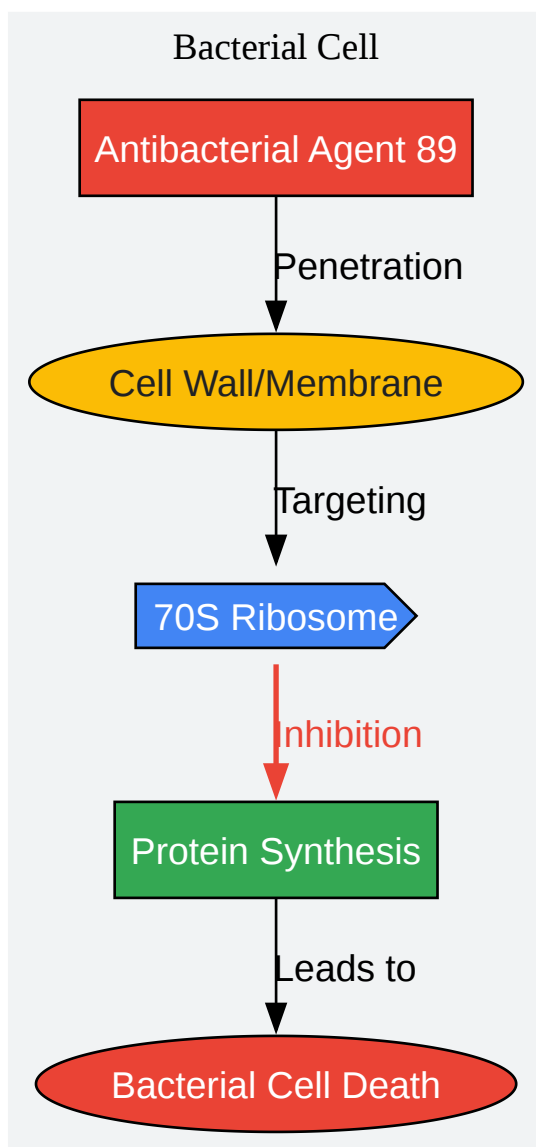 Bacterial Cell
Antibacterial Agent 89
Penetration
Cell Wall/Membrane
Targeting
70S Ribosome
Inhibition
Protein Synthesis
Leads to
Bacterial Cell Death